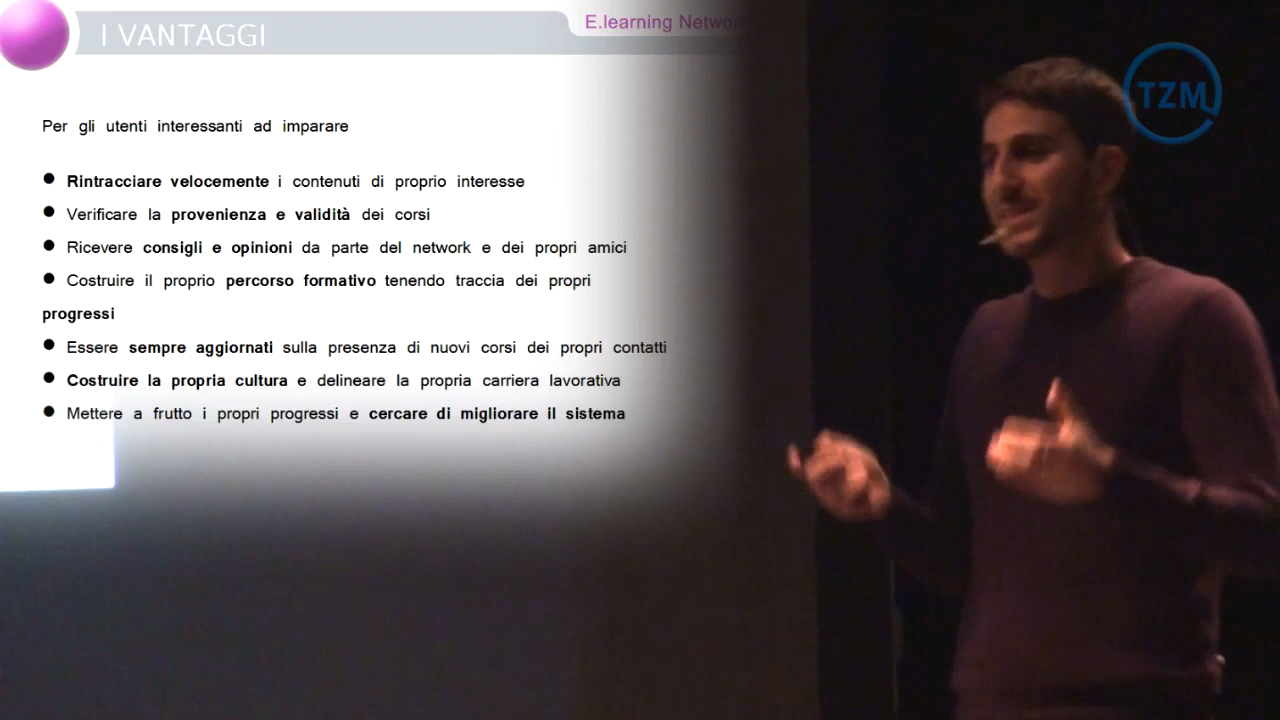 I VANTAGGI
E.learning Network
TZM
Per gli utenti interessanti ad imparare
● Rintracciare velocemente i contenuti di proprio interesse
● Verificare la provenienza e validità dei corsi
● Ricevere consigli e opinioni da parte del network e dei propri amici
● Costruire il proprio percorso formativo tenendo traccia dei propri
progressi
● Essere sempre aggiornati sulla presenza di nuovi corsi dei propri contatti
● Costruire la propria cultura e delineare la propria carriera lavorativa
● Mettere a frutto i propri progressi e cercare di migliorare il sistema